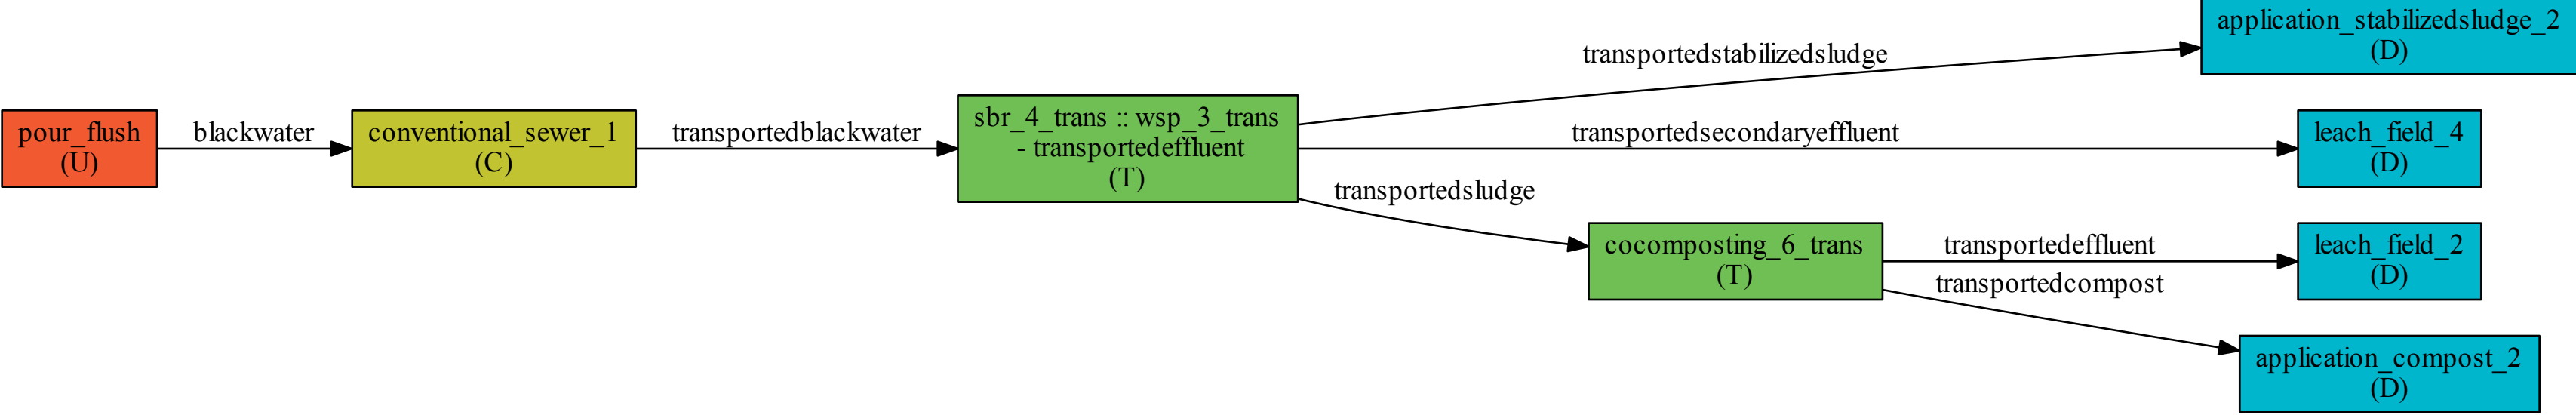 pour_flush
(U)
blackwater
conventional_sewer_1
(C)
transportedblackwater
sbr_4_trans :: wsp_3_trans
- transportedeffluent
(T)
transportedstabilizedsludge
application_stabilizedsludge_2
(D)
transportedsecondaryeffluent
leach_field_4
(D)
transportedsludge
cocomposting_6_trans
(T)
transportedeffluent
leach_field_2
(D)
transportedcompost
application_compost_2
(D)